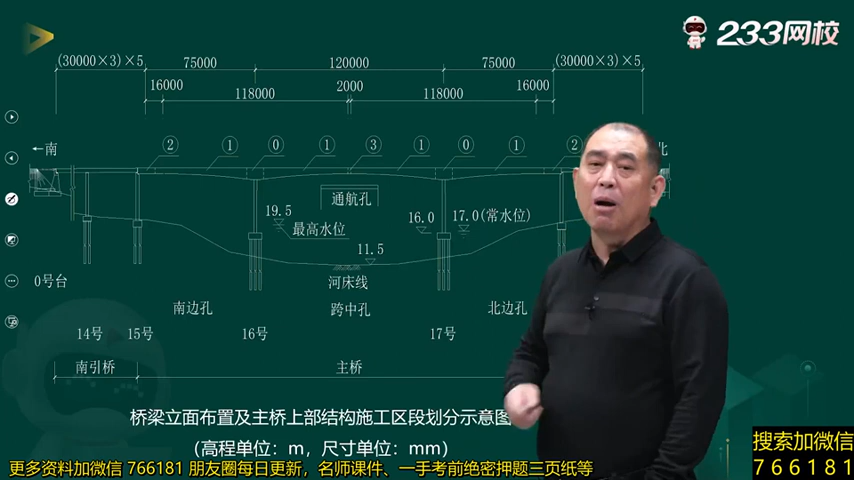 233网校
(30000×3)×5
75000
120000
75000
(30000×3)×5
16000
118000
2000
118000
16000
②
①
⓪
①
③
①
⓪
①
②
←南
北
通航孔
19.5
最高水位
16.0
17.0(常水位)
11.5
河床线
0号台
南边孔
跨中孔
北边孔
14号
15号
16号
17号
南引桥
主桥
桥梁立面布置及主桥上部结构施工区段划分示意图
(高程单位：m，尺寸单位：mm)
搜索加微信
766181
更多资料加微信 766181 朋友圈每日更新，名师课件、一手考前绝密押题三页纸等